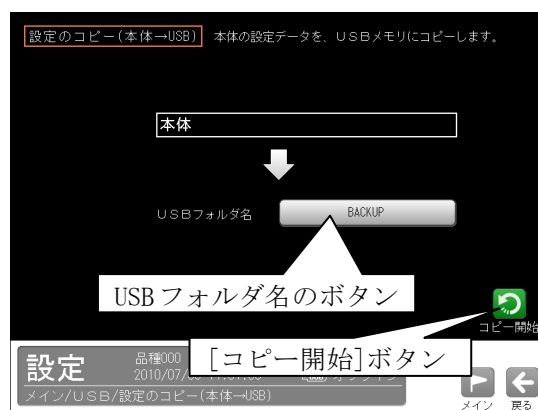 設定のコピー(本体→USB) 本体の設定データを、USBメモリにコピーします。
本体
USBフォルダ名 BACKUP
USBフォルダ名のボタン
コピー開始
[コピー開始]ボタン
設定 品種000
2010/07/
メイン/USB/設定のコピー(本体→USB)
メイン 戻る